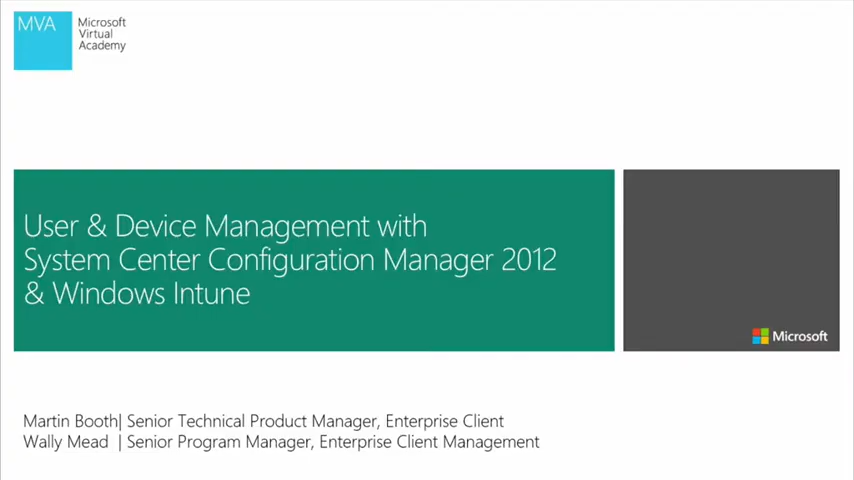 MVA
Microsoft
Virtual
Academy
User & Device Management with
System Center Configuration Manager 2012
& Windows Intune
Microsoft
Martin Booth| Senior Technical Product Manager, Enterprise Client
Wally Mead | Senior Program Manager, Enterprise Client Management